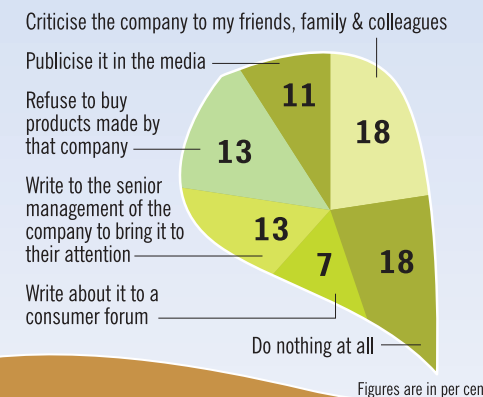 Criticise the company to my friends, family & colleagues
Publicise it in the media
Refuse to buy
products made by
that company
Write to the senior
management of the
company to bring it to
their attention
Write about it to a
consumer forum
Do nothing at all
11
18
13
13
7
18
Figures are in per cen